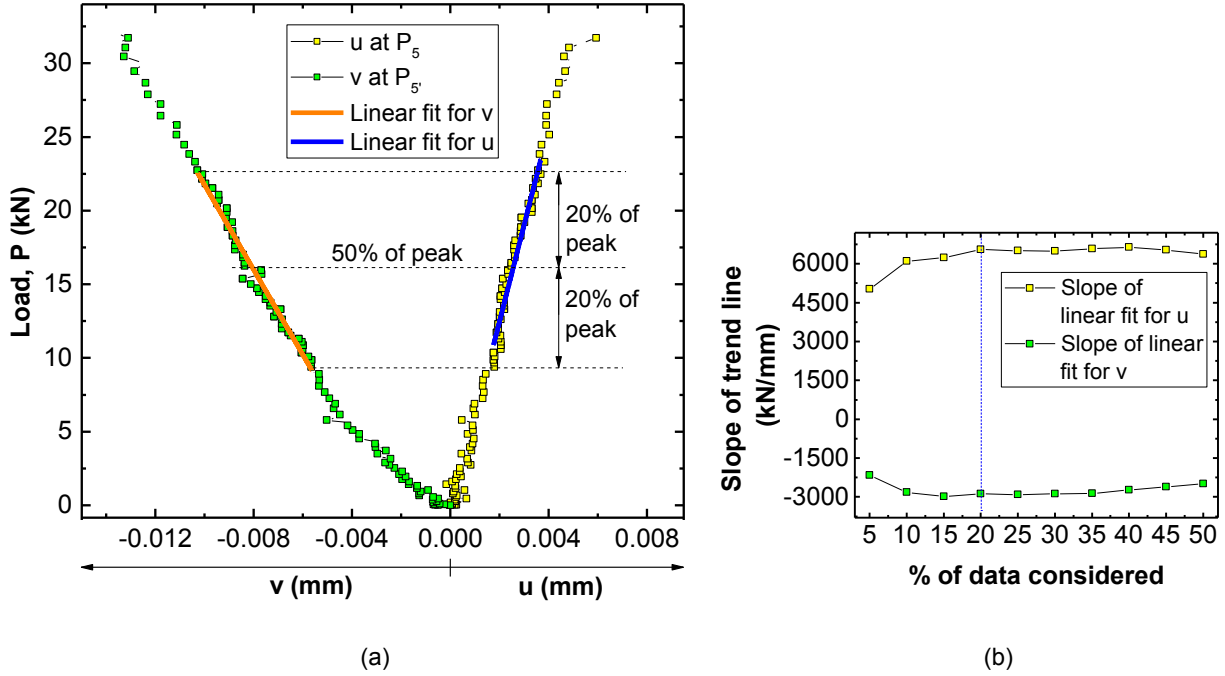 u at P5
v at P5'
Linear fit for v
Linear fit for u
30
25
20
15
10
5
0
Load, P (kN)
20% of
peak
50% of peak
20% of
peak
-0.012 -0.008 -0.004 0.000 0.004 0.008
v (mm) u (mm)
(a)
6000
4500
3000
1500
0
-1500
-3000
Slope of trend line
(kN/mm)
Slope of
linear fit for u
Slope of linear
fit for v
5 10 15 20 25 30 35 40 45 50
% of data considered
(b)